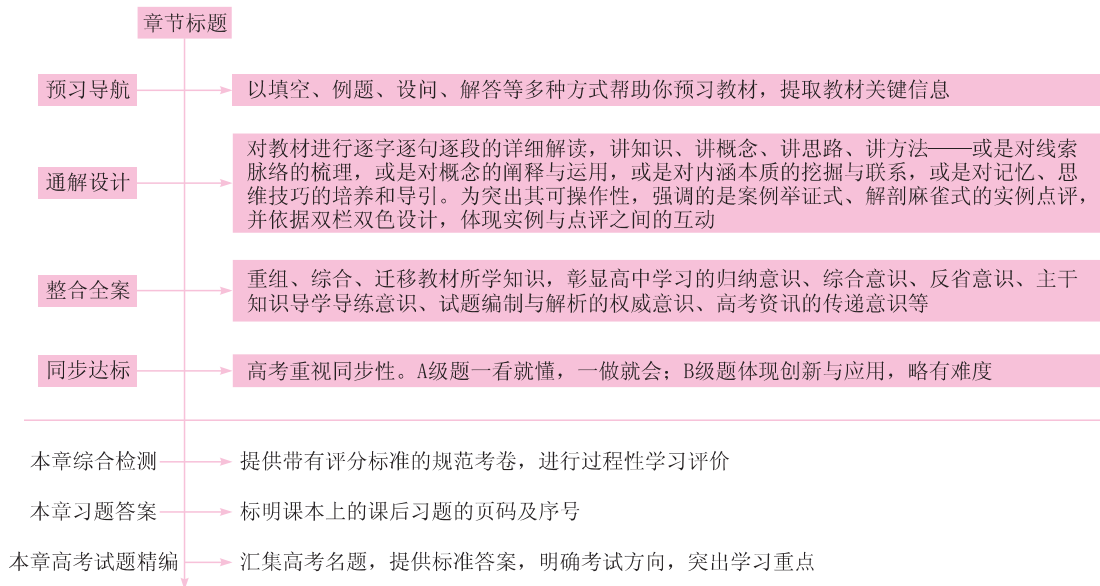 章节标题
预习导航
以填空、例题、设问、解答等多种方式帮助你预习教材，提取教材关键信息
通解设计
对教材进行逐字逐句逐段的详细解读，讲知识、讲概念、讲思路、讲方法——或是对线索
脉络的梳理，或是对概念的阐释与运用，或是对内涵本质的挖掘与联系，或是对记忆、思
维技巧的培养和导引。为突出其可操作性，强调的是案例举证式、解剖麻雀式的实例点评，
并依据双栏双色设计，体现实例与点评之间的互动
整合全案
重组、综合、迁移教材所学知识，彰显高中学习的归纳意识、综合意识、反省意识、主干
知识导学导练意识、试题编制与解析的权威意识、高考资讯的传递意识等
同步达标
高考重视同步性。A级题一看就懂，一做就会；B级题体现创新与应用，略有难度
本章综合检测
提供带有评分标准的规范考卷，进行过程性学习评价
本章习题答案
标明课本上的课后习题的页码及序号
本章高考试题精编
汇集高考名题，提供标准答案，明确考试方向，突出学习重点